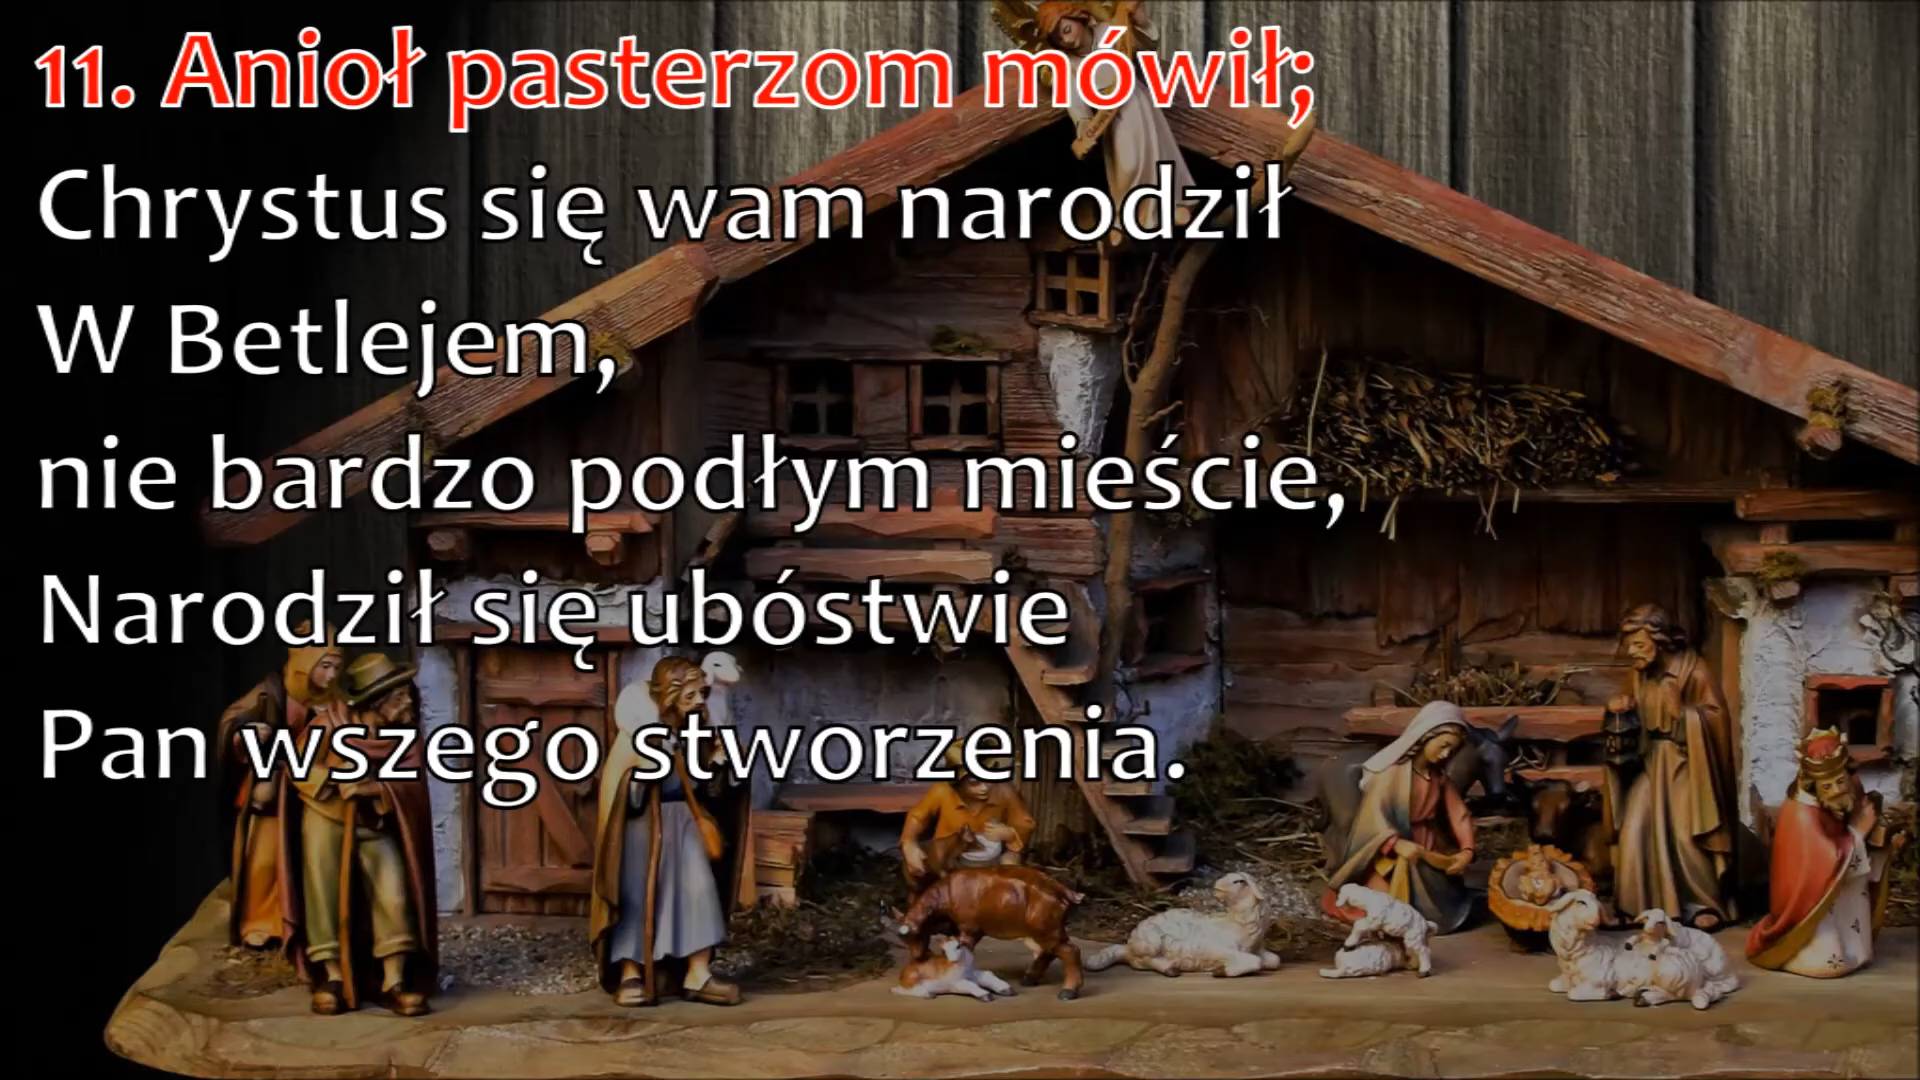 11. Anioł pasterzom mówił;
Chrystus się wam narodził
W Betlejem,
nie bardzo podłym mieście,
Narodził się ubóstwie
Pan wszego stworzenia.